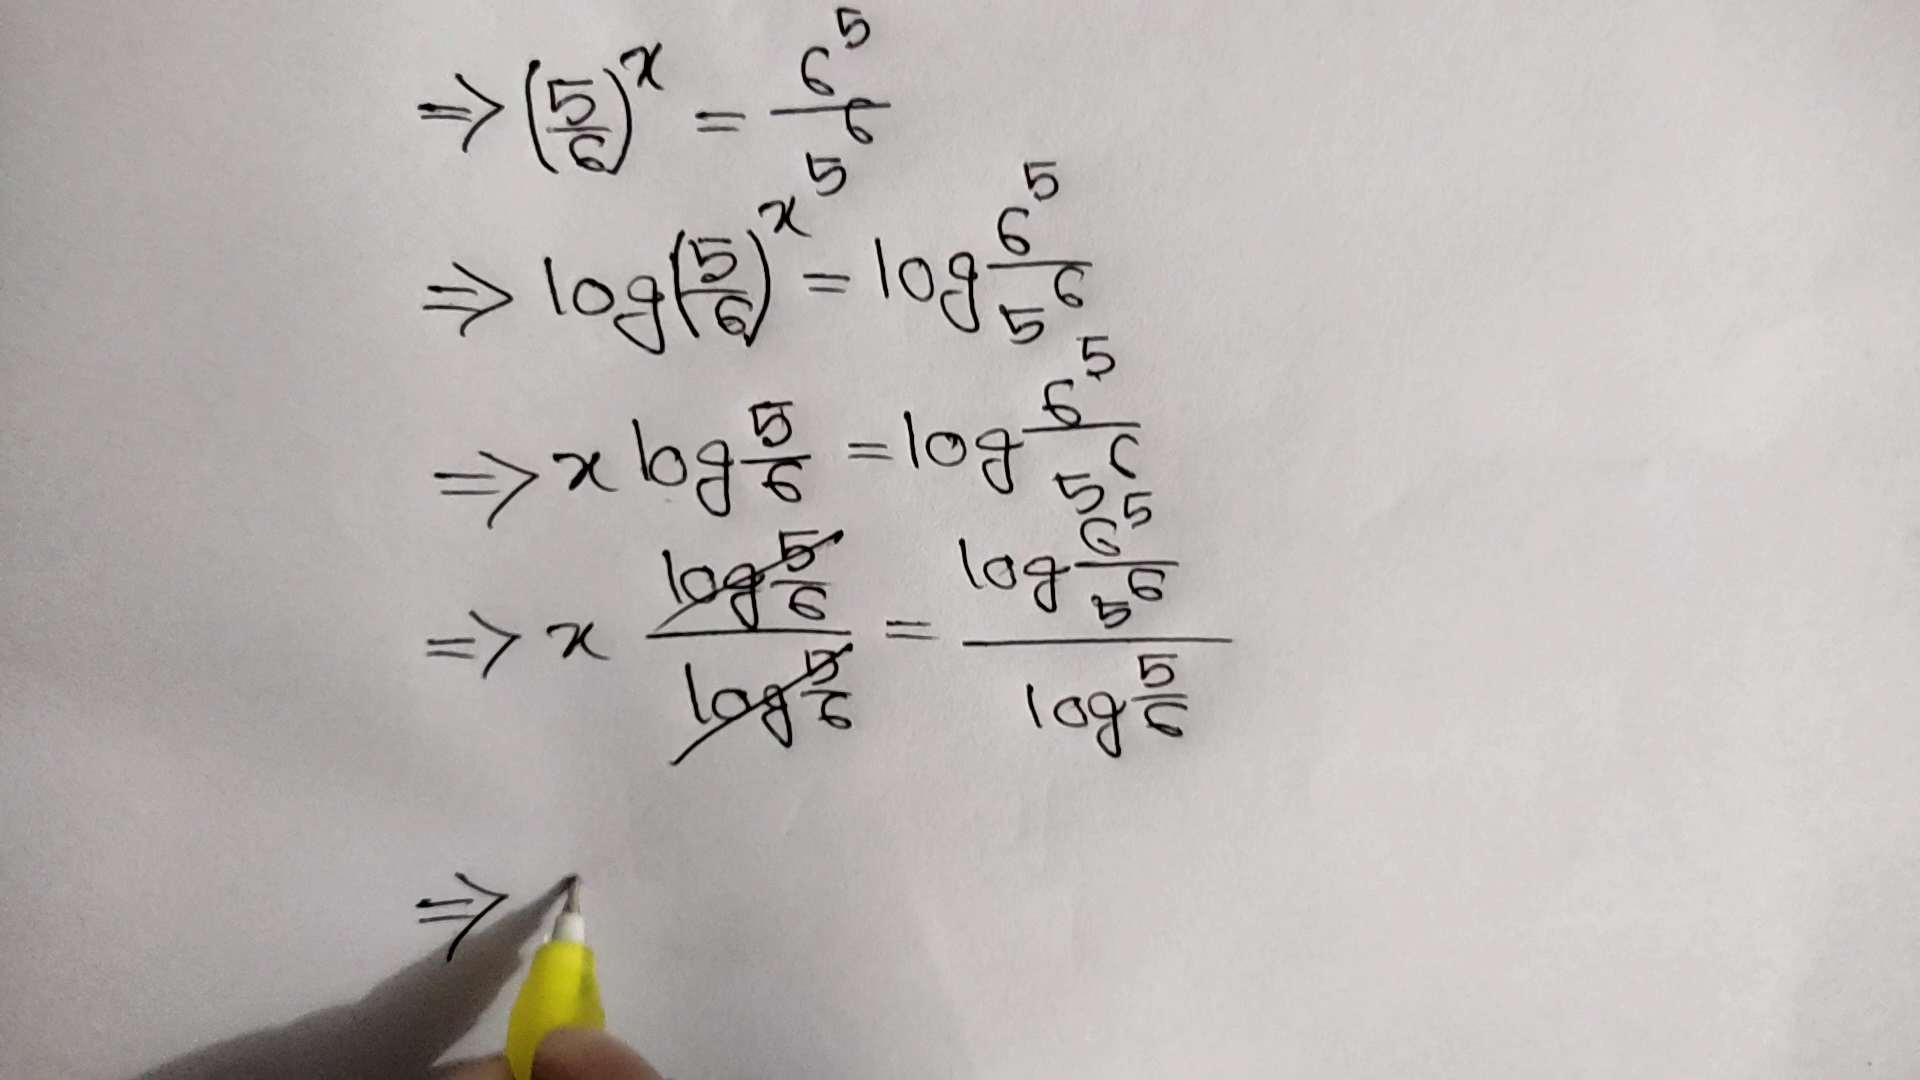 ⇒ (5/6)^x = 6^5/5^6
⇒ log(5/6)^x = log 6^5/5^6
⇒ x log 5/6 = log 6^5/5^6
⇒ x (log 5/6)/(log 5/6) = (log 6^5/5^6)/(log 5/6)
⇒